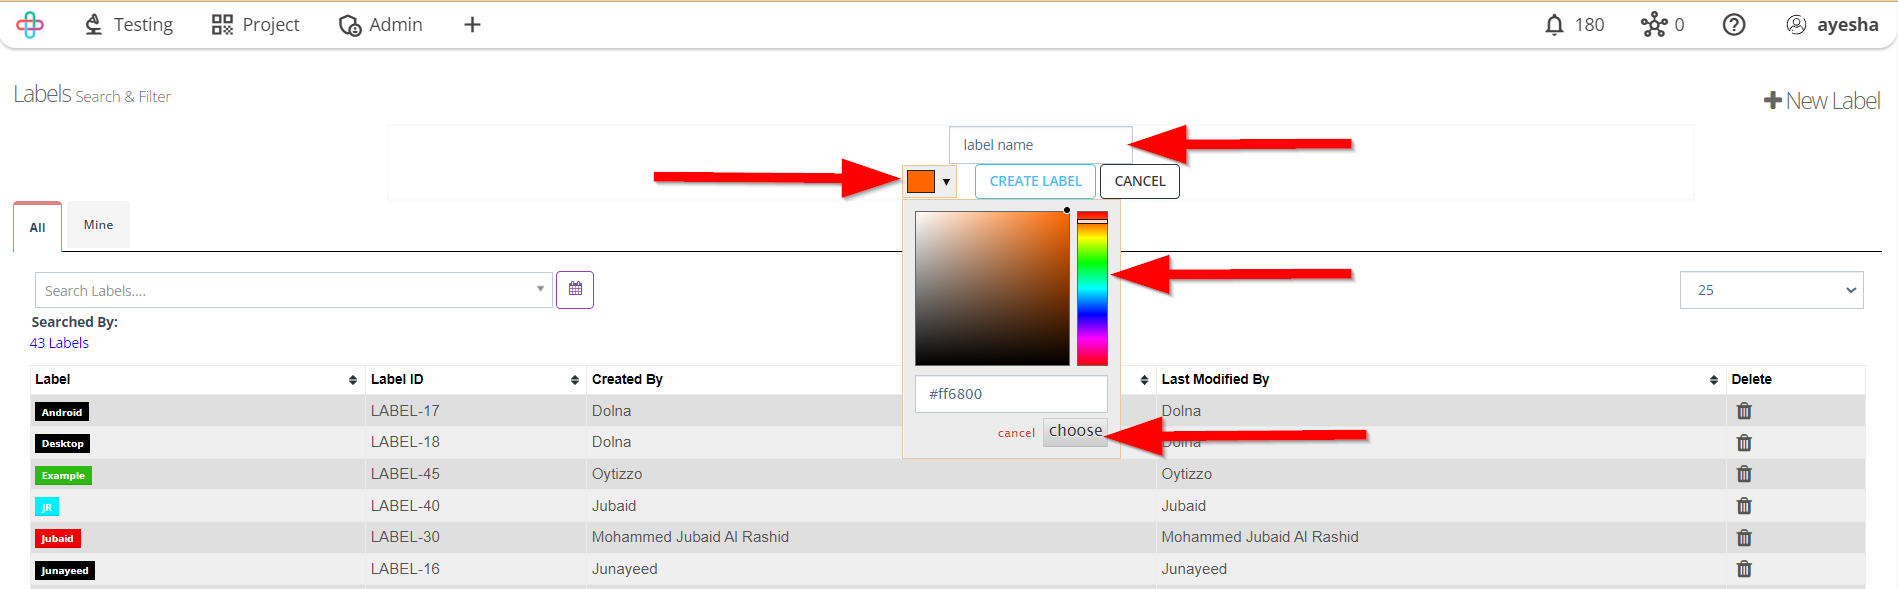 Testing Project Admin 180 0 ayesha
Labels Search & Filter
New Label
label name
CREATE LABEL CANCEL
All Mine
Search Labels....
25
Searched By:
43 Labels
#ff6800
cancel choose
Label Label ID Created By Last Modified By Delete
Android LABEL-17 Dolna Dolna
Desktop LABEL-18 Dolna Dolna
Example LABEL-45 Oytizzo Oytizzo
JR LABEL-40 Jubaid Jubaid
Jubaid LABEL-30 Mohammed Jubaid Al Rashid Mohammed Jubaid Al Rashid
Junayeed LABEL-16 Junayeed Junayeed